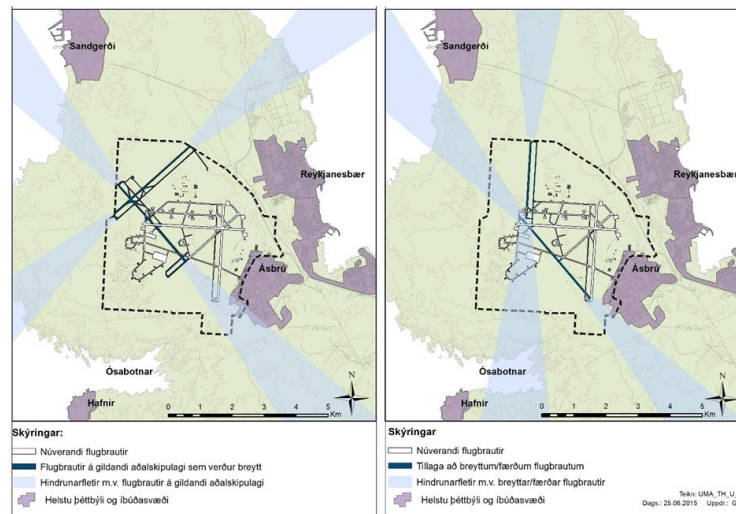 Sandgerði
Reykjanesbær
Ásbrú
Ósabotnar
Hafnir
N
0 1 2 3 4 5
Km
Skýringar:
Núverandi flugbrautir
Flugbrautir á gildandi aðalskipulagi sem verður breytt
Hindrunarfletir m.v. flugbrautir á gildandi aðalskipulagi
Helstu þéttbýli og íbúðasvæði
Sandgerði
Reykjanesbær
Ásbrú
Ósabotnar
Hafnir
N
0 1 2 3 4 5
Km
Skýringar
Núverandi flugbrautir
Tillaga að breyttum/færðum flugbrautum
Hindrunarfletir m.v. breyttar/færðar flugbrautir
Helstu þéttbýli og íbúðasvæði
Teikn: UMA_TH_U_
Dags.: 25.06.2015 Uppdr.: G